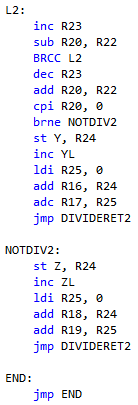 L2:
inc R23
sub R20, R22
BRCC L2
dec R23
add R20, R22
cpi R20, 0
brne NOTDIV2
st Y, R24
inc YL
ldi R25, 0
add R16, R24
adc R17, R25
jmp DIVIDERET2
NOTDIV2:
st Z, R24
inc ZL
ldi R25, 0
add R18, R24
add R19, R25
jmp DIVIDERET2
END:
jmp END